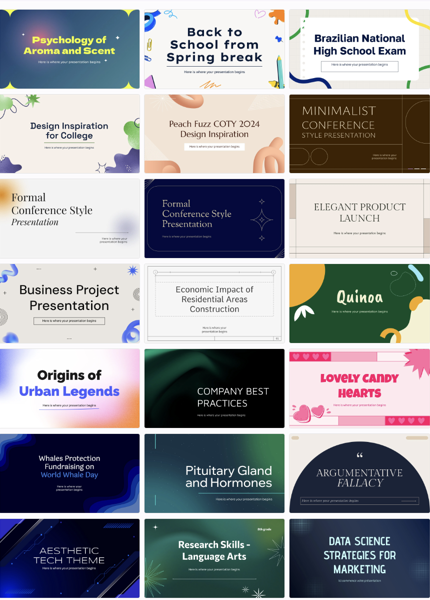 Psychology of
Aroma and Scent
Here is where your presentation begins
Back to
School from
Spring break
Here is where your presentation begins
Brazilian National
High School Exam
Here is where your presentation begins
Design Inspiration
for College
Here is where your presentation begins
Peach Fuzz COTY 2024
Design Inspiration
Here is where your presentation begins
MINIMALIST
CONFERENCE
STYLE PRESENTATION
Here is where your
presentation begins
Formal
Conference Style
Presentation
Here is where your
presentation begins
Formal
Conference Style
Presentation
Here is where your presentation begins
ELEGANT PRODUCT
LAUNCH
Here is where your presentation begins
Business Project
Presentation
Here is where your presentation begins
Economic Impact of
Residential Areas
Construction
Here is where your
presentation begins
Quinoa
Here is where your presentation begins
Origins of
Urban Legends
Here is where your presentation begins
COMPANY BEST
PRACTICES
Here is where your presentation begins
LOVELY CANDY
HEARTS
Here is where your presentation begins
Whales Protection
Fundraising on
World Whale Day
Here is where your
presentation begins
Pituitary Gland
and Hormones
Here is where your presentation begins
“
ARGUMENTATIVE
FALLACY
Here is where your presentation begins
AESTHETIC
TECH THEME
Here is where your presentation begins
Research Skills -
Language Arts
Here is where your presentation begins
DATA SCIENCE
STRATEGIES FOR
MARKETING